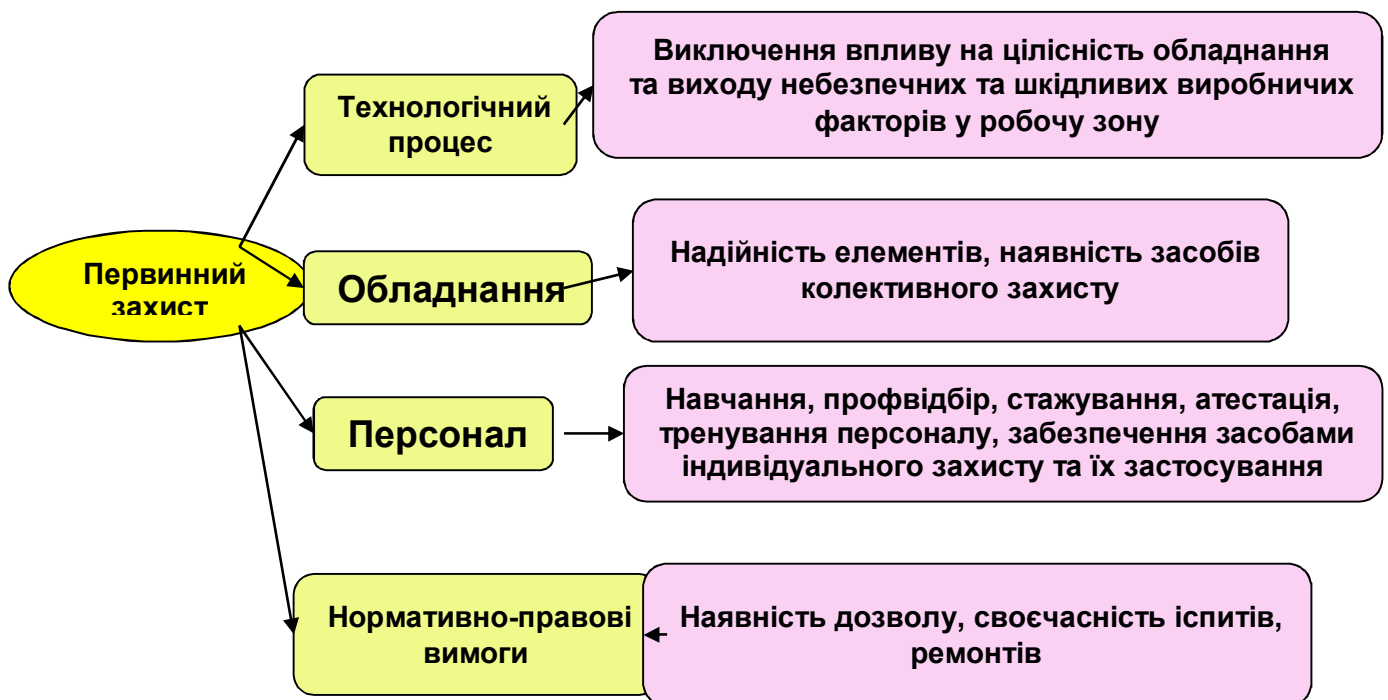 Виключення впливу на цілісність обладнання
та виходу небезпечних та шкідливих виробничих
факторів у робочу зону
Технологічний
процес
Надійність елементів, наявність засобів
колективного захисту
Первинний
захист
Обладнання
Навчання, профвідбір, стажування, атестація,
тренування персоналу, забезпечення засобами
індивідуального захисту та їх застосування
Персонал
Нормативно-правові
вимоги
Наявність дозволу, своєчасність іспитів,
ремонтів